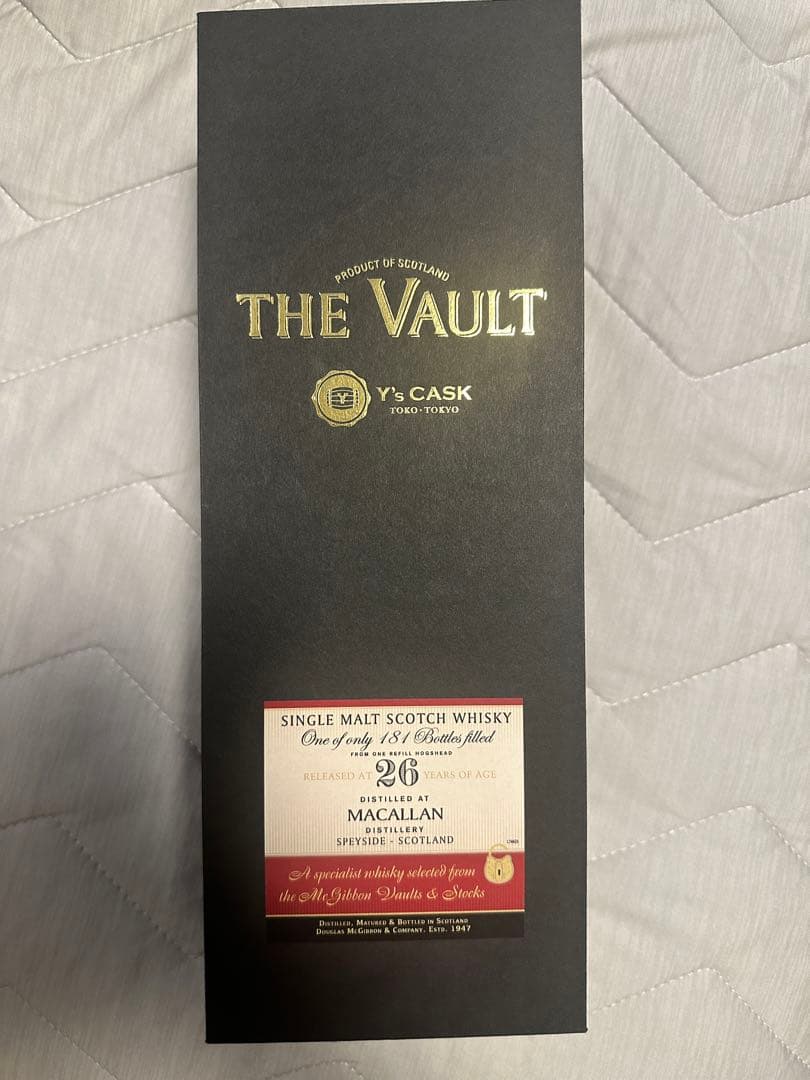 PRODUCT OF SCOTLAND
THE VAULT
Y's CASK
TOKO · TOKYO
SINGLE MALT SCOTCH WHISKY
One of only 181 Bottles filled
FROM ONE REFILL HOGSHEAD
RELEASED AT 26 YEARS OF AGE
DISTILLED AT
MACALLAN
DISTILLERY
SPEYSIDE - SCOTLAND
A specialist whisky selected from
the McGibbon Vaults & Stocks
DISTILLED, MATURED & BOTTLED IN SCOTLAND
DOUGLAS MCGIBBON & COMPANY. ESTD. 1947